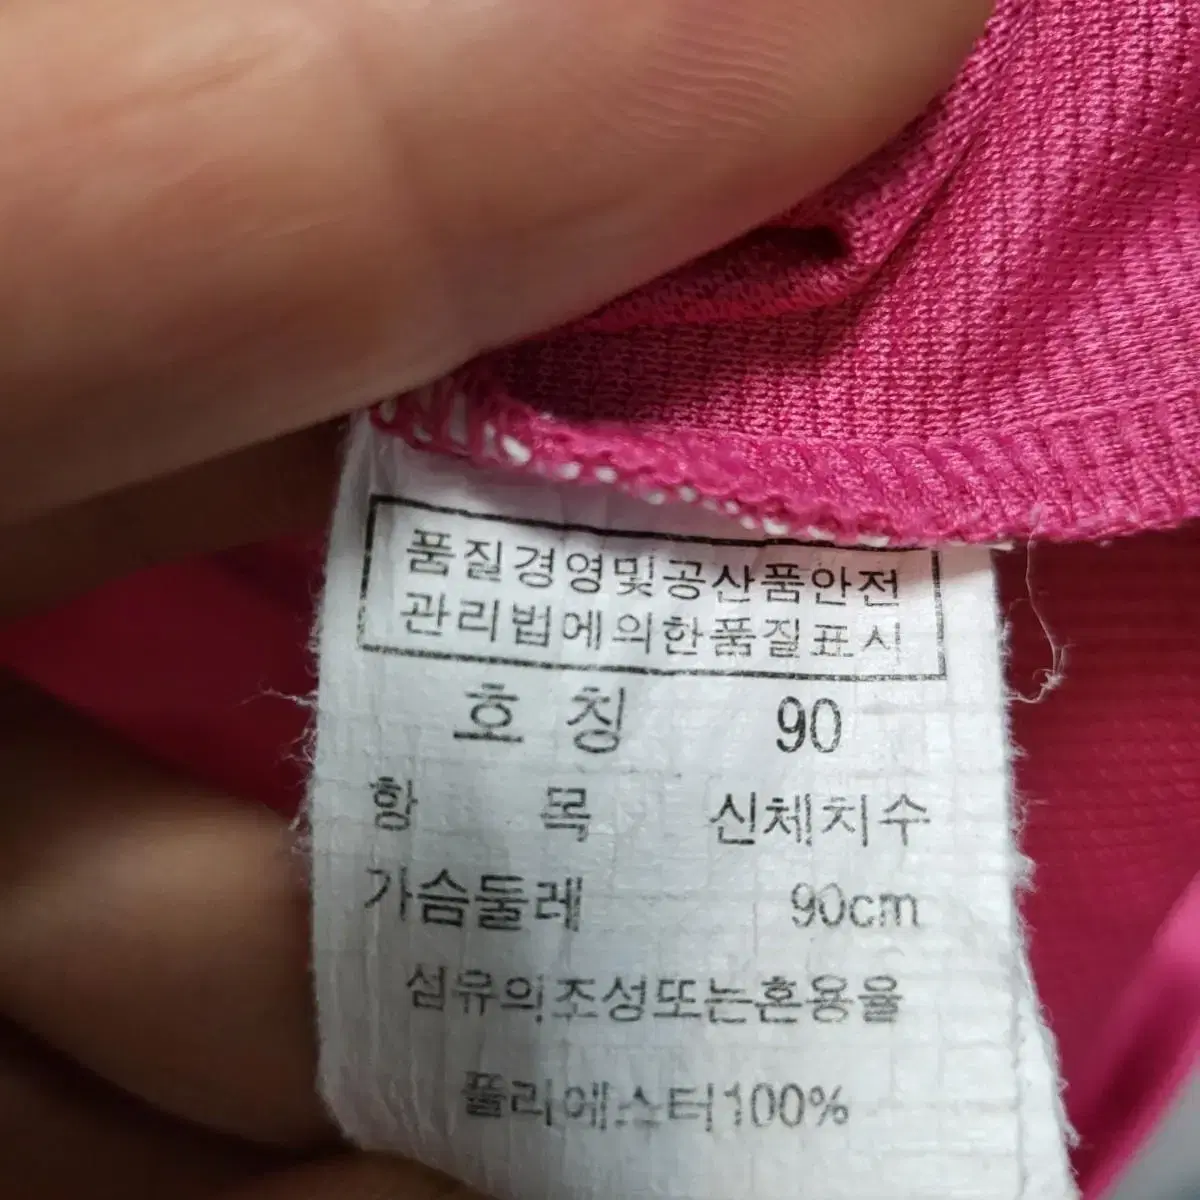 품질경영및공산품안전
관리법에의한품질표시
호 칭 90
항 목 신체치수
가슴둘레 90cm
섬유의조성또는혼용율
폴리에스터100%